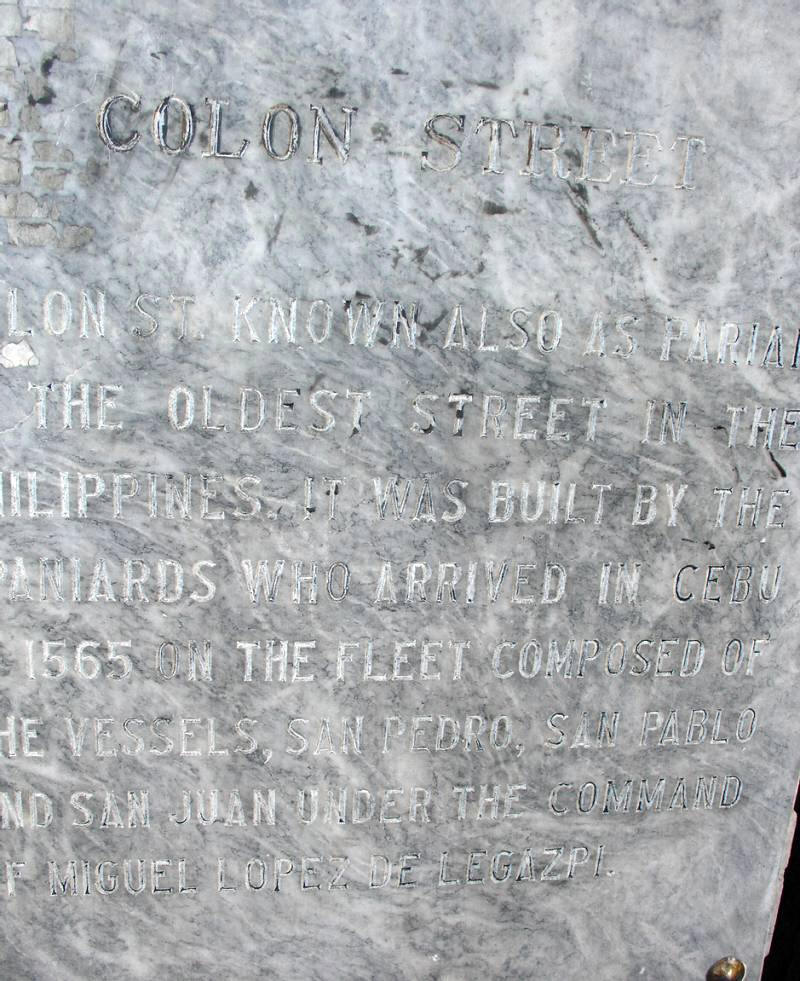 COLON STREET
LON ST. KNOWN ALSO AS PARIAN
THE OLDEST STREET IN THE
HILIPPINES. IT WAS BUILT BY THE
PANIARDS WHO ARRIVED IN CEBU
1565 ON THE FLEET COMPOSED OF
HE VESSELS, SAN PEDRO, SAN PABLO
ND SAN JUAN UNDER THE COMMAND
F MIGUEL LOPEZ DE LEGAZPI.